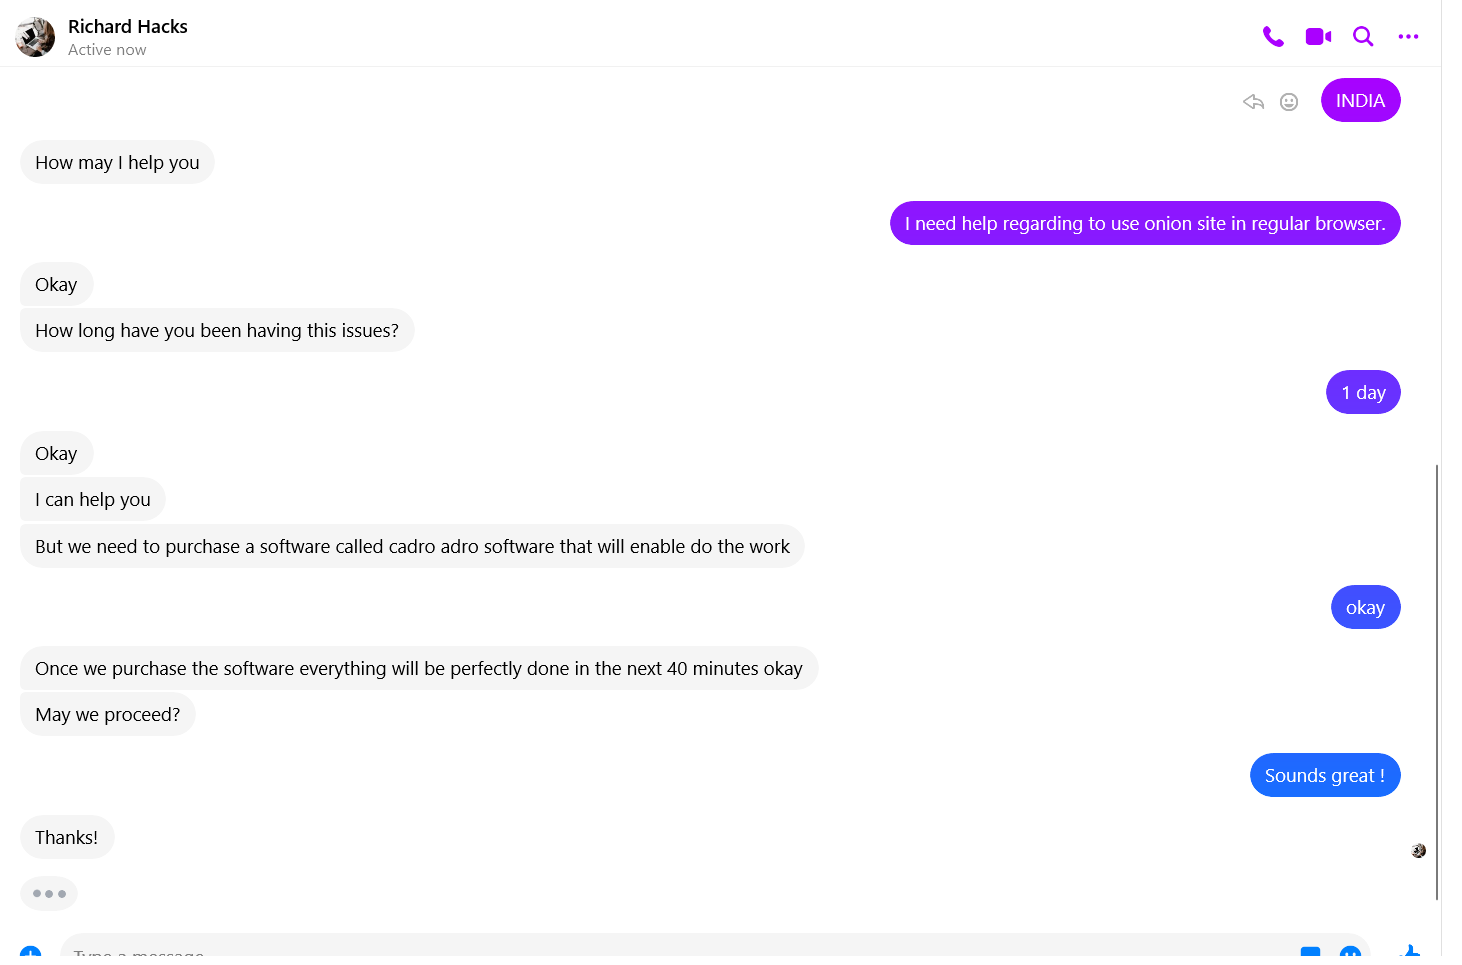 Richard Hacks
Active now
INDIA
How may I help you
I need help regarding to use onion site in regular browser.
Okay
How long have you been having this issues?
1 day
Okay
I can help you
But we need to purchase a software called cadro adro software that will enable do the work
okay
Once we purchase the software everything will be perfectly done in the next 40 minutes okay
May we proceed?
Sounds great !
Thanks!
Type a message